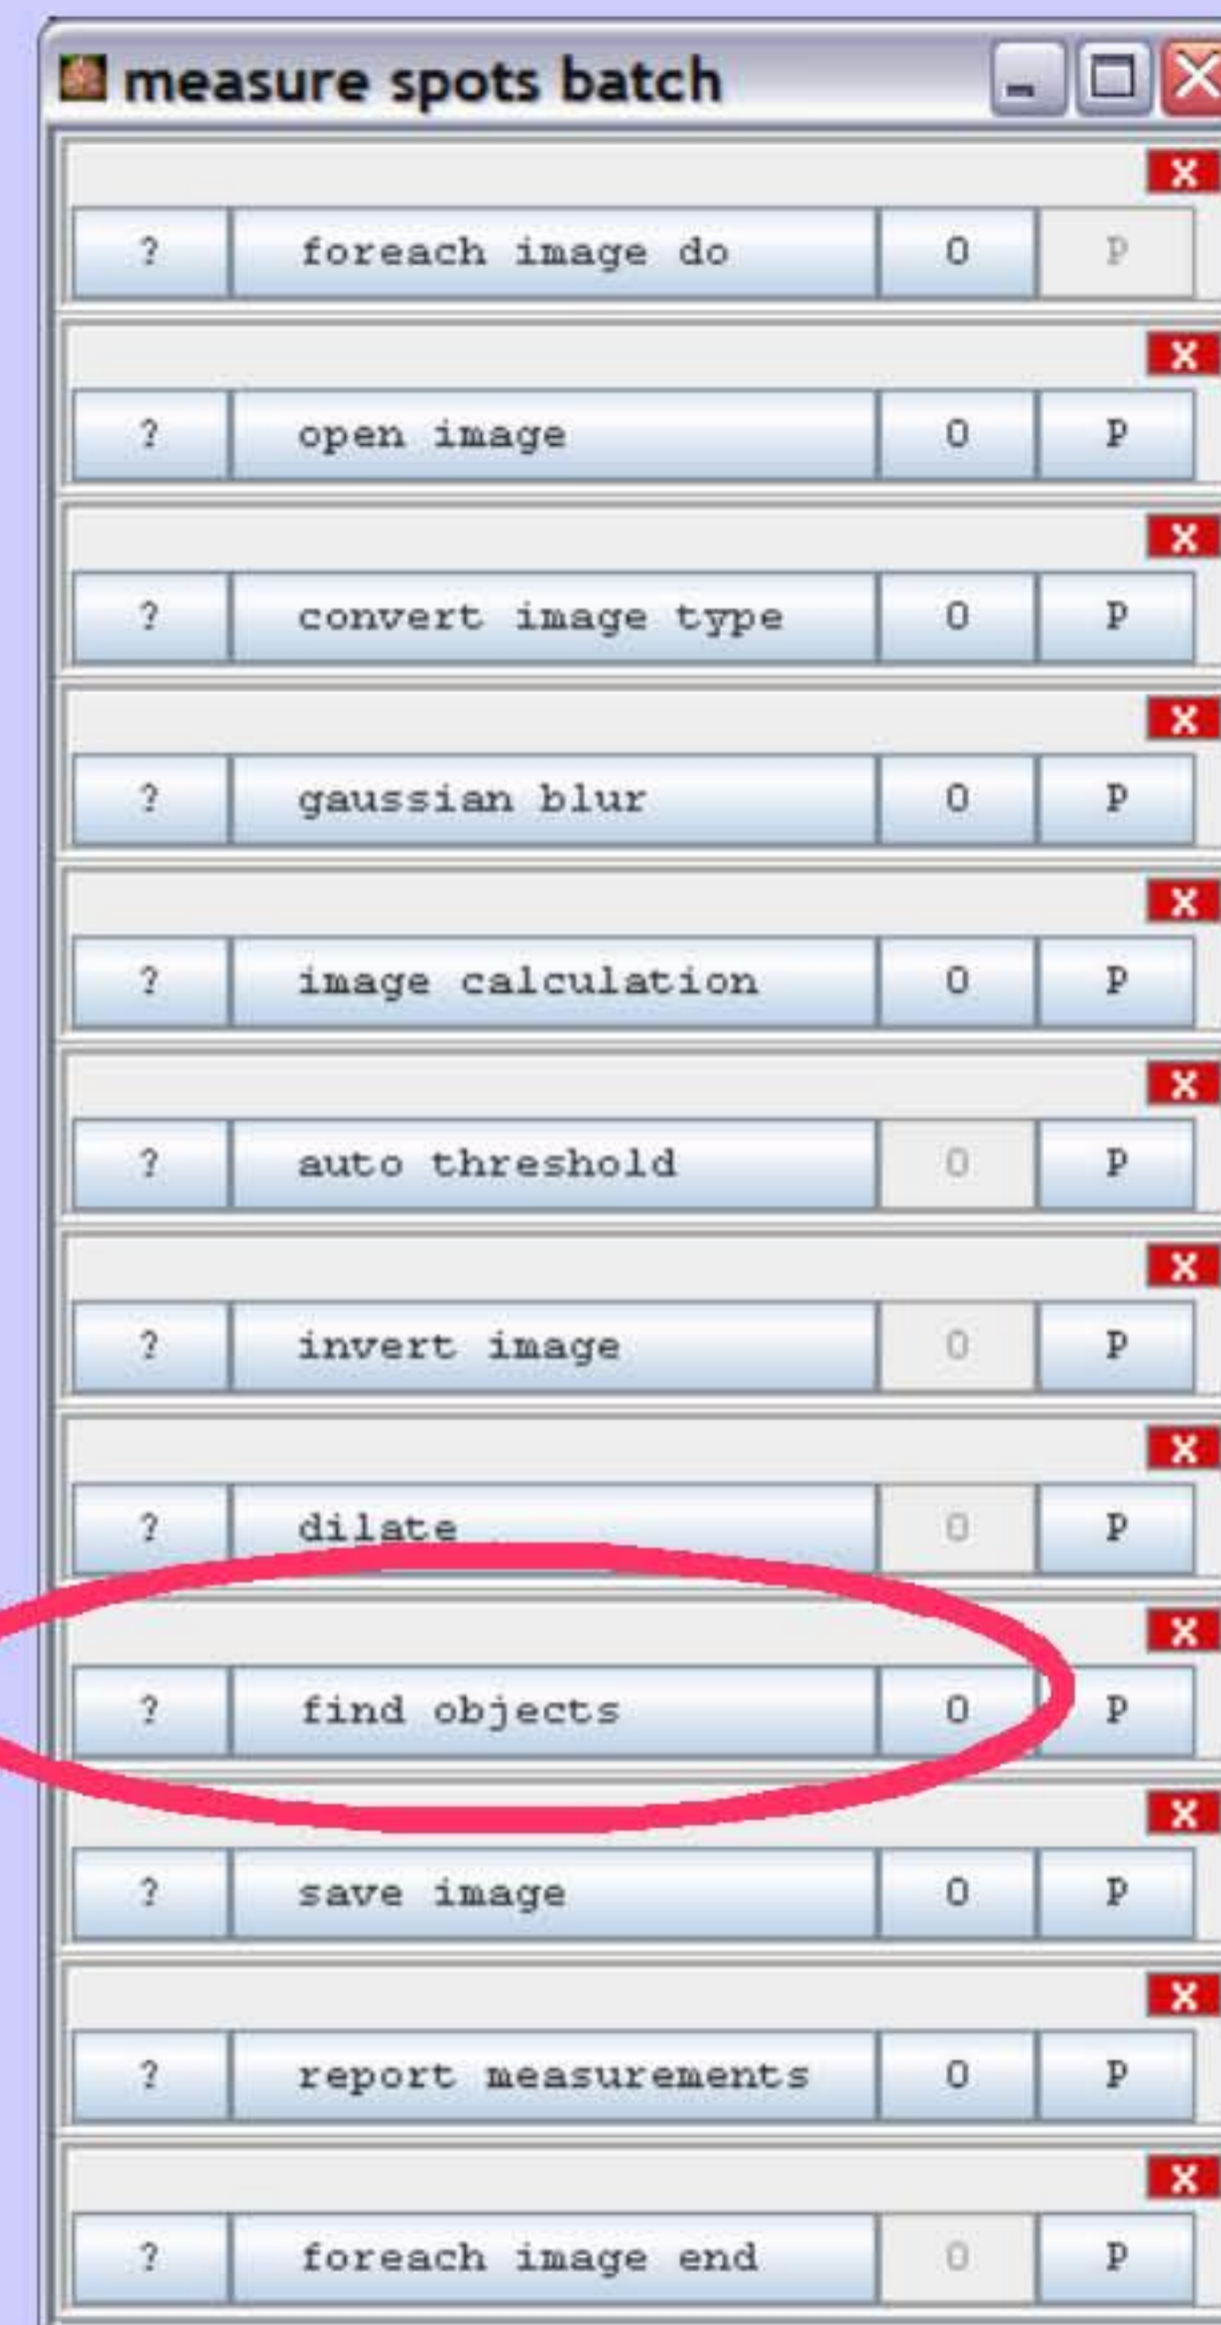 measure spots batch
X
? foreach image do O P
X
? open image O P
X
? convert image type O P
X
? gaussian blur O P
X
? image calculation O P
X
? auto threshold O P
X
? invert image O P
X
? dilate O P
X
? find objects O P
X
? save image O P
X
? report measurements O P
X
? foreach image end O P